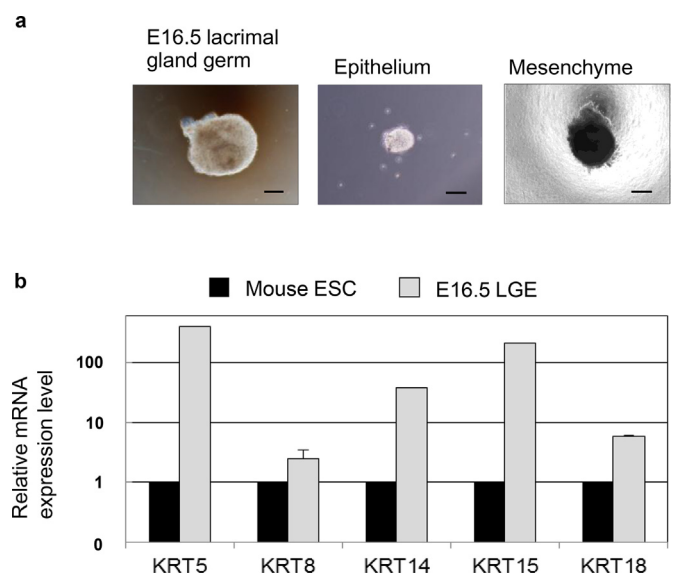 a
E16.5 lacrimal
gland germ
Epithelium
Mesenchyme
b
Mouse ESC
E16.5 LGE
Relative mRNA
expression level
100
10
1
0
KRT5
KRT8
KRT14
KRT15
KRT18